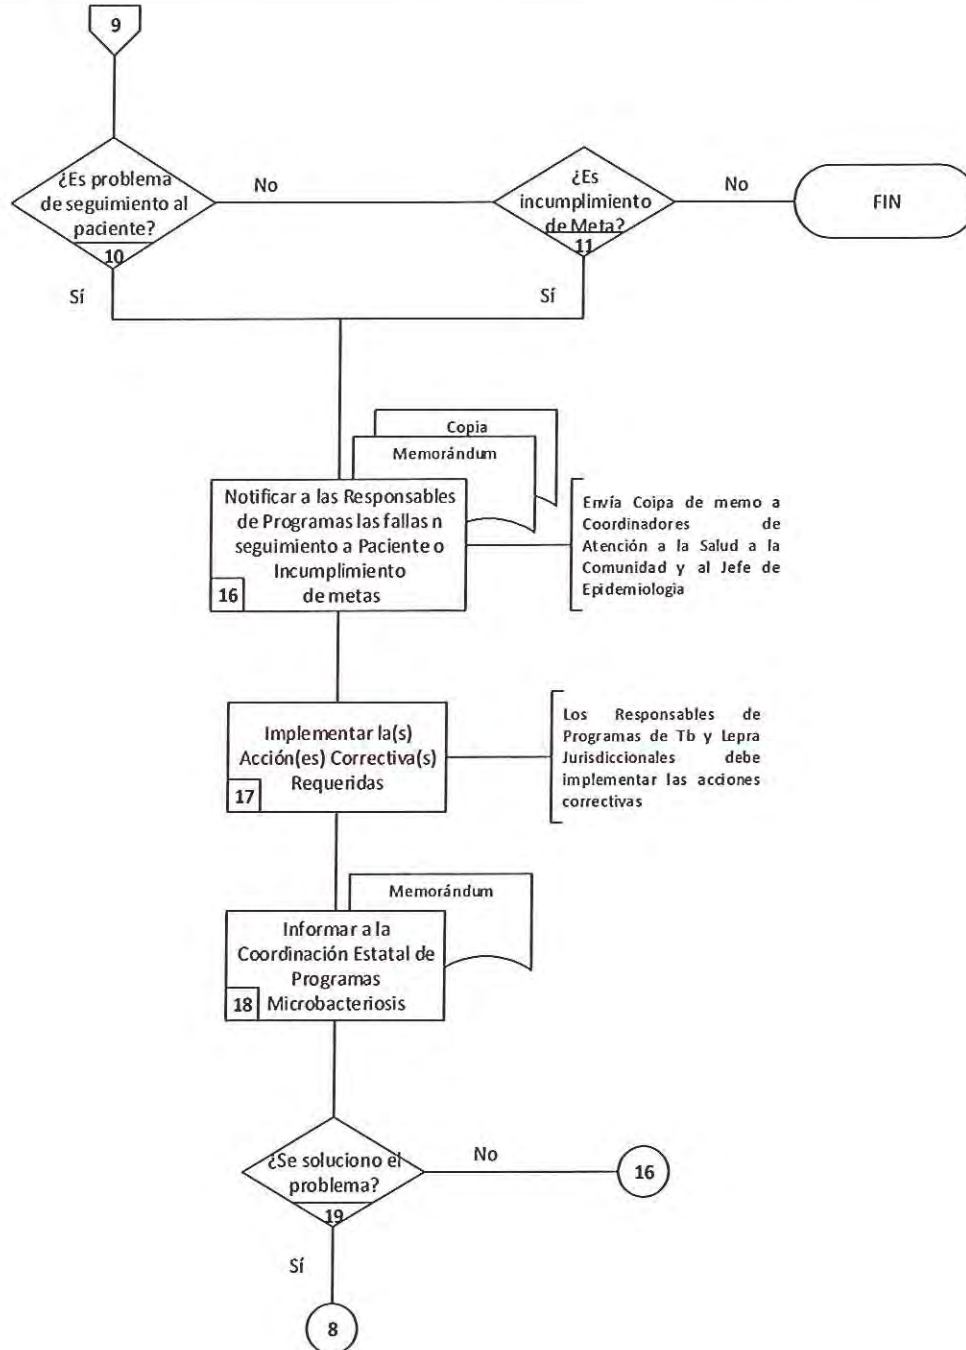 9
¿Es problema
de seguimiento al
paciente?
10
No
¿Es
incumplimiento
de Meta?
11
No
FIN
Sí
Sí
Copia
Memorándum
Notificar a las Responsables
de Programas las fallas n
seguimiento a Paciente o
Incumplimiento
de metas
16
Envía Coipa de memo a
Coordinadores de
Atención a la Salud a la
Comunidad y al Jefe de
Epidemiologia
Implementar la(s)
Acción(es) Correctiva(s)
Requeridas
17
Los Responsables de
Programas de Tb y Lepra
Jurisdiccionales debe
implementar las acciones
correctivas
Memorándum
Informar a la
Coordinación Estatal de
Programas
Microbacteriosis
18
¿Se soluciono el
problema?
19
No
16
Sí
8